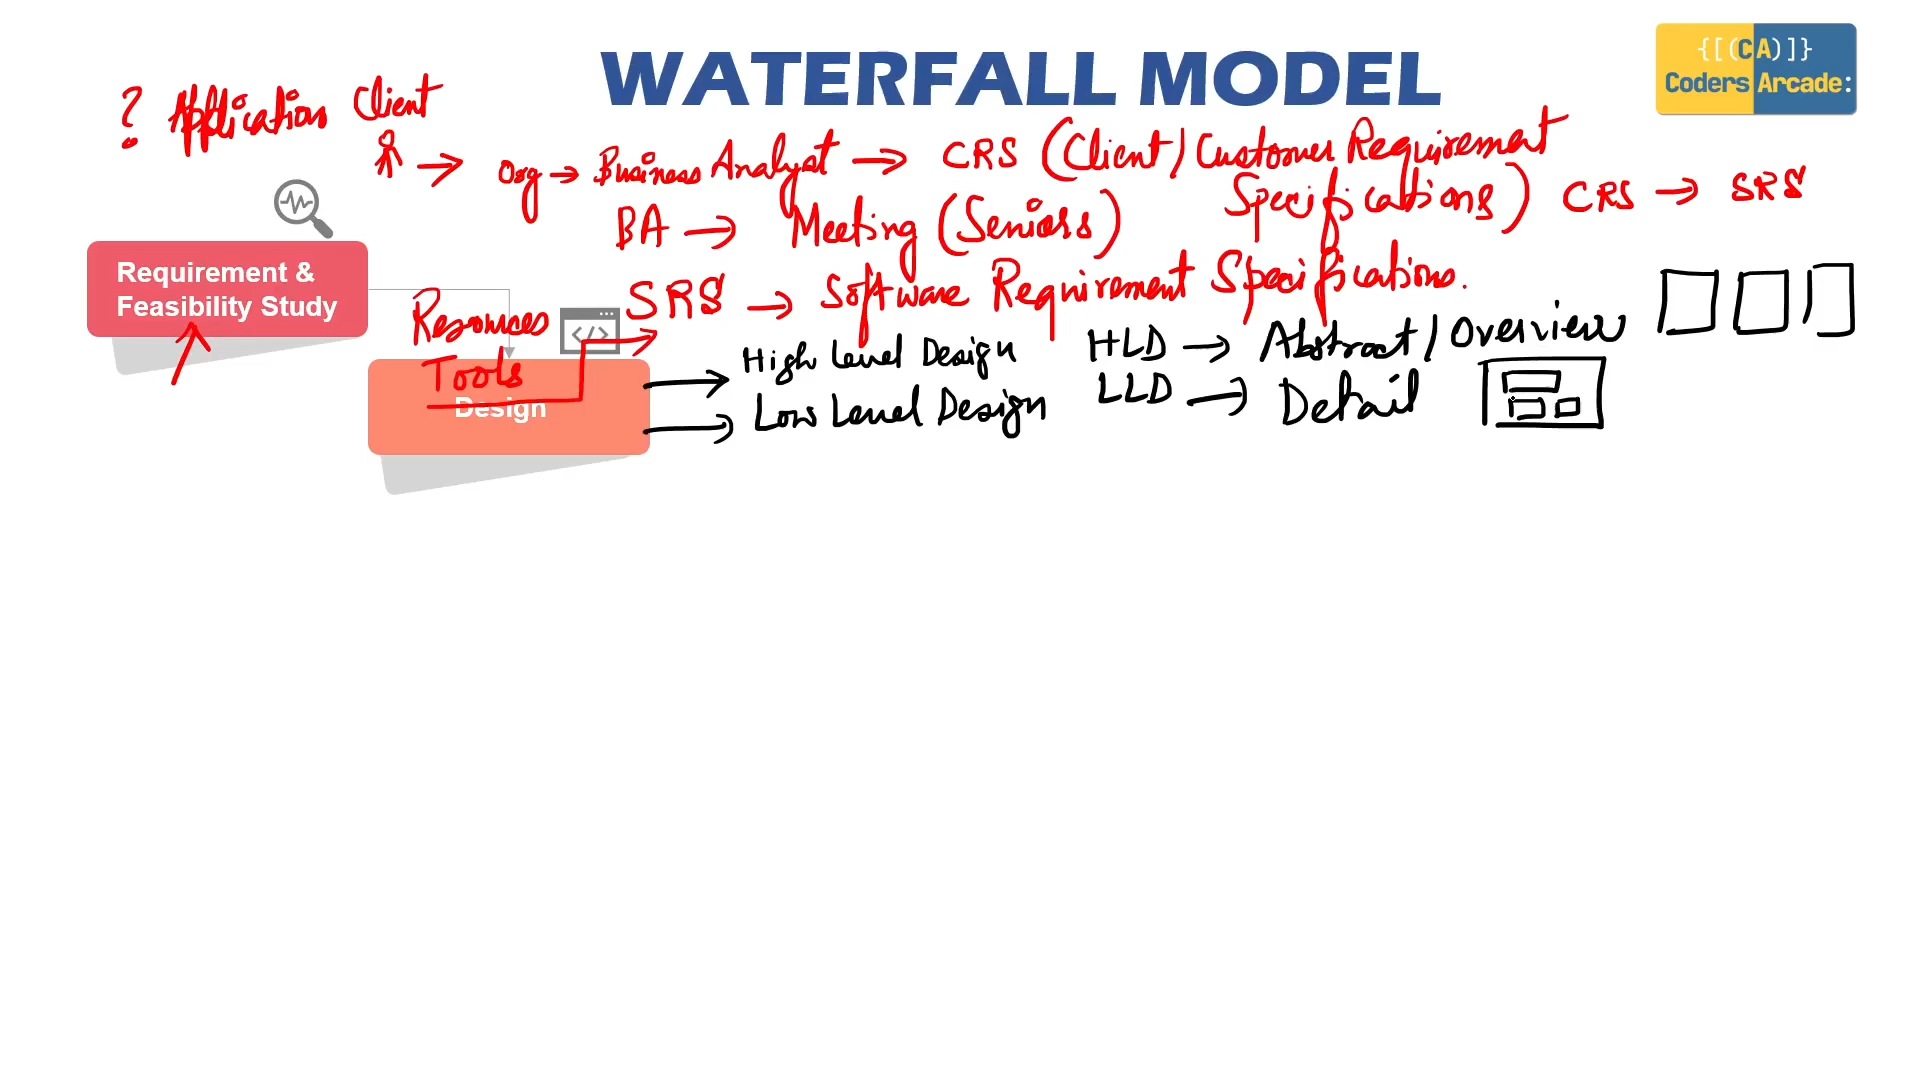 WATERFALL MODEL
{[(CA)]}
Coders Arcade:
? Application Client
→ Org → Business Analyst → CRS (Client/Customer Requirement
Specifications) CRS → SRS
BA → Meeting (Seniors)
Requirement &
Feasibility Study
SRS → Software Requirement Specifications.
Resources
Tools
</>
Design
High Level Design
HLD → Abstract/Overview
Low Level Design
LLD → Detail